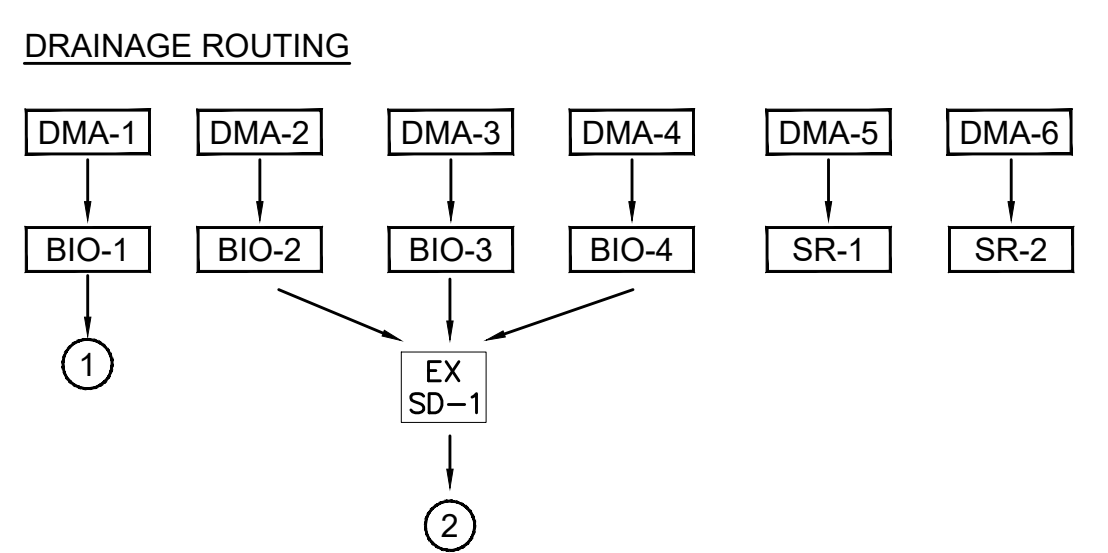 DRAINAGE ROUTING
DMA-1 DMA-2 DMA-3 DMA-4 DMA-5 DMA-6
BIO-1 BIO-2 BIO-3 BIO-4 SR-1 SR-2
1
EX
SD-1
2